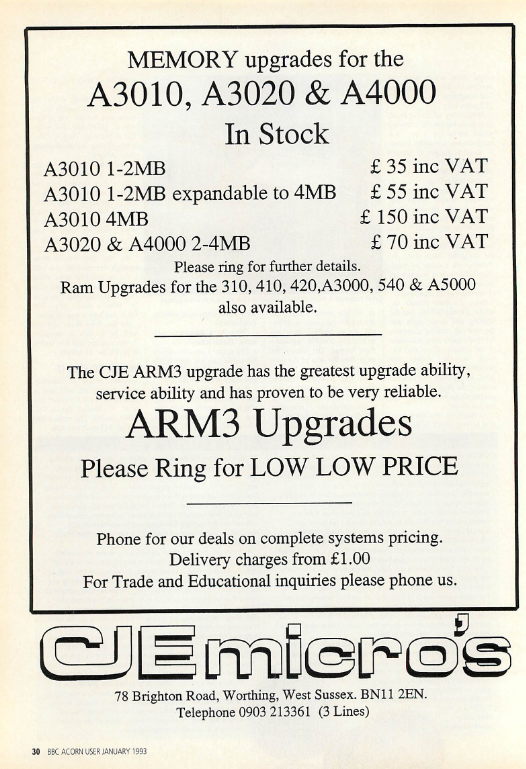 MEMORY upgrades for the
A3010, A3020 & A4000
In Stock
A3010 1-2MB £ 35 inc VAT
A3010 1-2MB expandable to 4MB £ 55 inc VAT
A3010 4MB £ 150 inc VAT
A3020 & A4000 2-4MB £ 70 inc VAT
Please ring for further details.
Ram Upgrades for the 310, 410, 420,A3000, 540 & A5000
also available.
The CJE ARM3 upgrade has the greatest upgrade ability,
service ability and has proven to be very reliable.
ARM3 Upgrades
Please Ring for LOW LOW PRICE
Phone for our deals on complete systems pricing.
Delivery charges from £1.00
For Trade and Educational inquiries please phone us.
CJE micro's
78 Brighton Road, Worthing, West Sussex. BN11 2EN.
Telephone 0903 213361 (3 Lines)
30 BBC ACORN USER JANUARY 1993